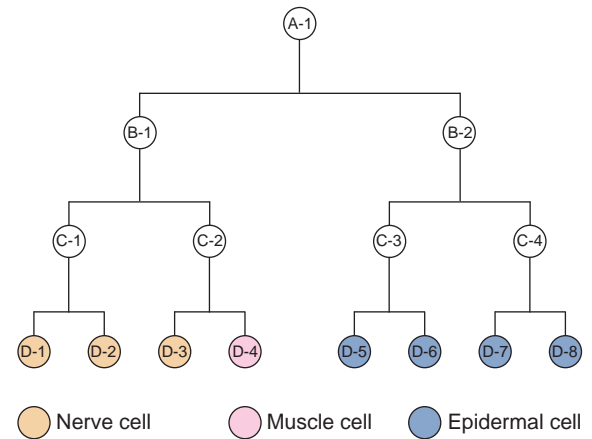 A-1
B-1 B-2
C-1 C-2 C-3 C-4
D-1 D-2 D-3 D-4 D-5 D-6 D-7 D-8
Nerve cell Muscle cell Epidermal cell